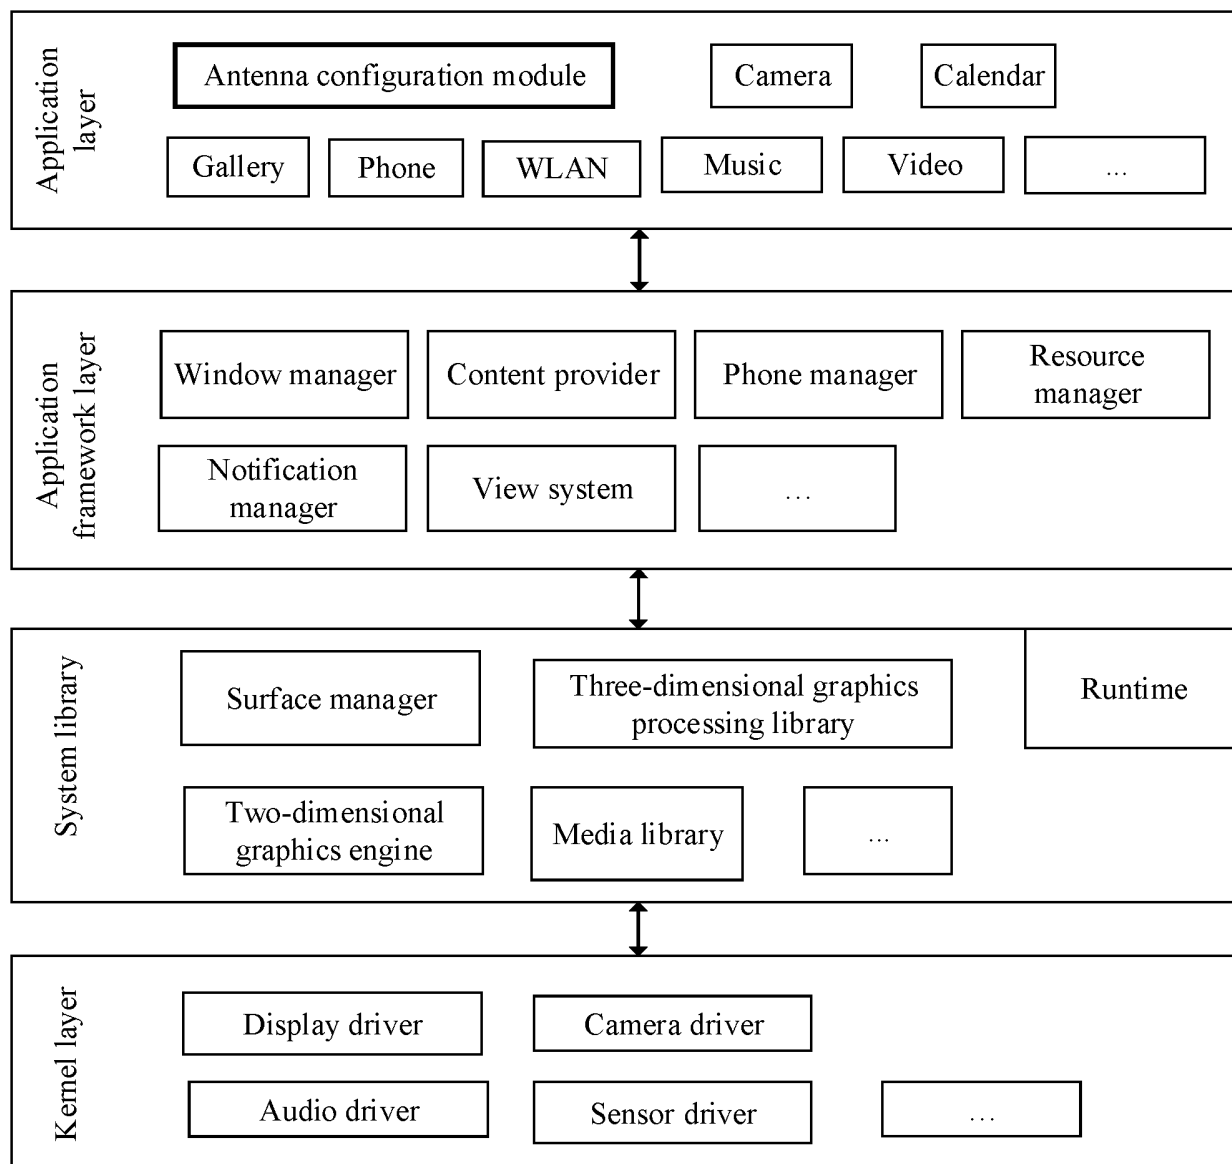 Application
layer
Antenna configuration module
Camera
Calendar
Gallery
Phone
WLAN
Music
Video
...
Application
framework layer
Window manager
Content provider
Phone manager
Resource
manager
Notification
manager
View system
...
System library
Surface manager
Three-dimensional graphics
processing library
Runtime
Two-dimensional
graphics engine
Media library
...
Kernel layer
Display driver
Camera driver
Audio driver
Sensor driver
...